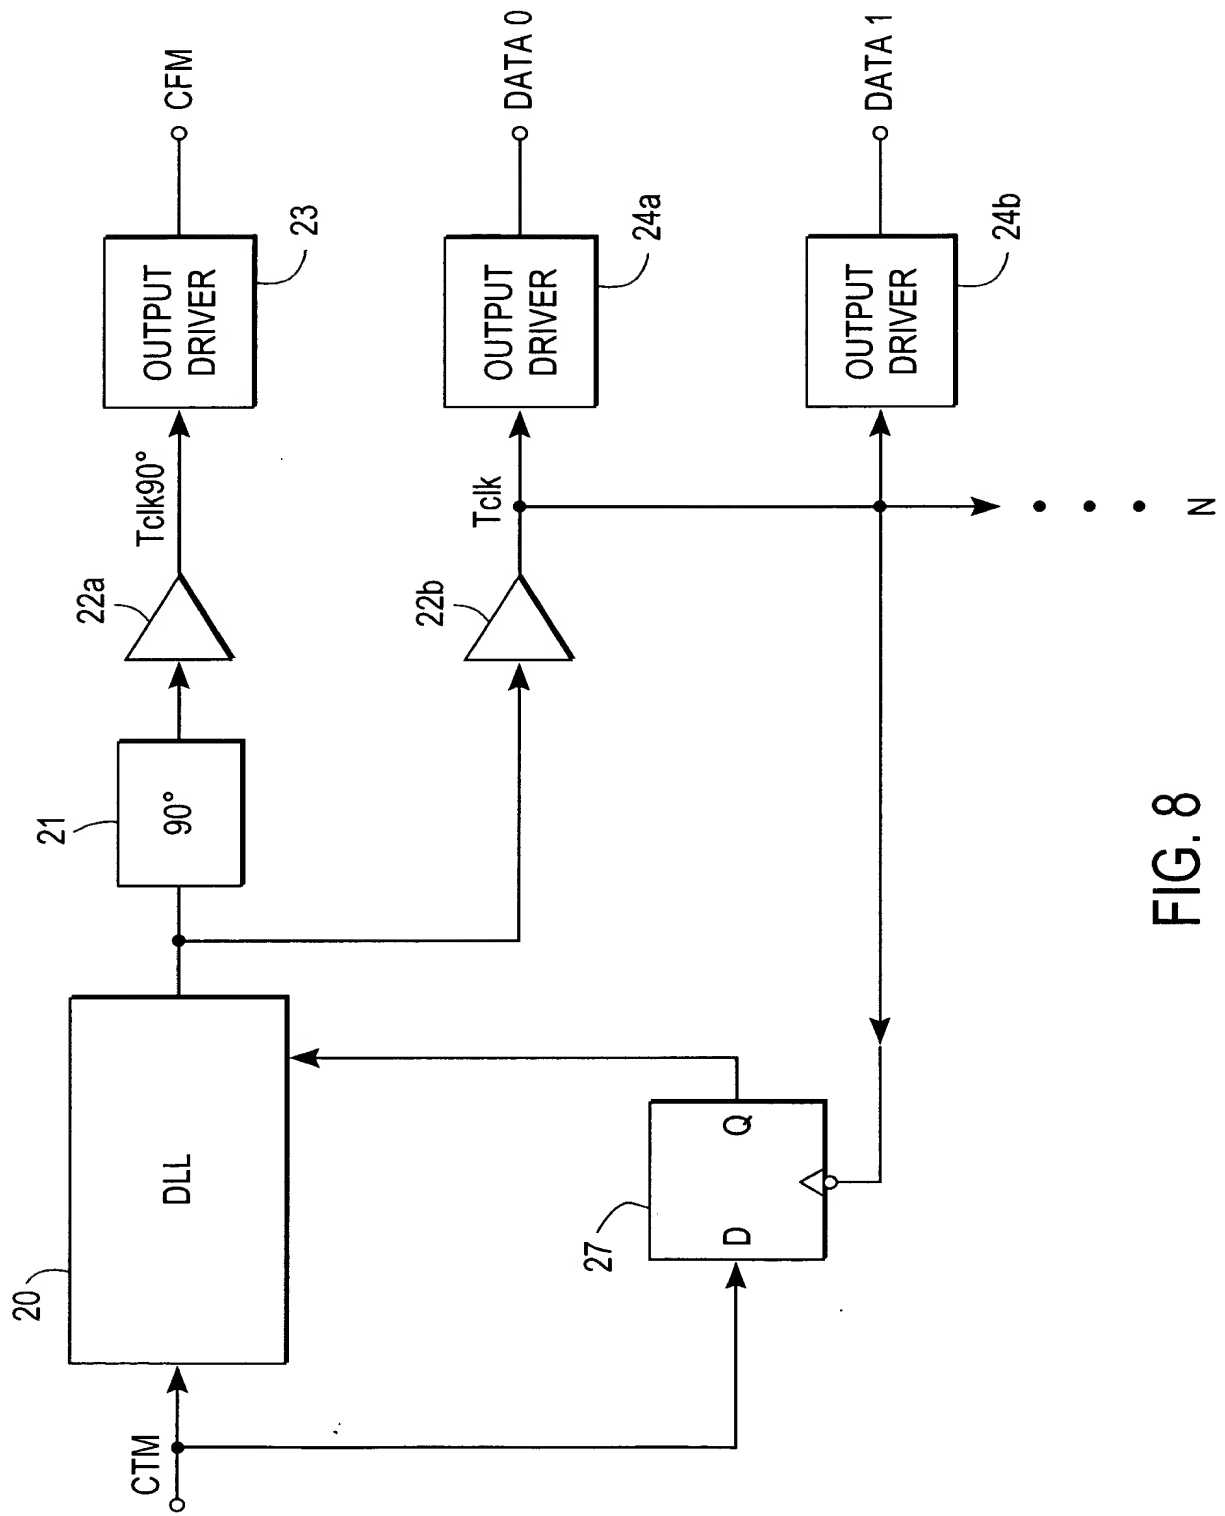 CTM
20
DLL
21
90°
22a
Tclk90°
OUTPUT
DRIVER
23
CFM
22b
Tclk
OUTPUT
DRIVER
24a
DATA 0
27
D
Q
OUTPUT
DRIVER
24b
DATA 1
N
FIG. 8